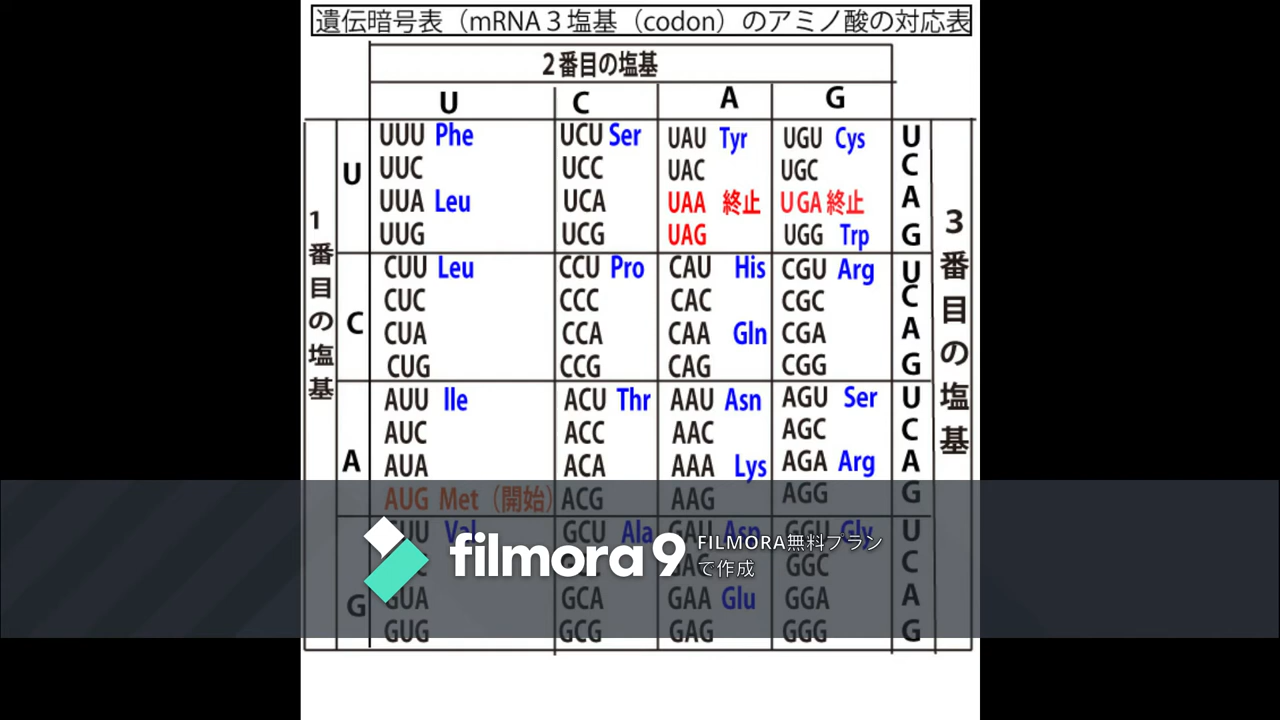 遺伝暗号表（mRNA３塩基（codon）のアミノ酸の対応表
２番目の塩基
U C A G
１番目の塩基
３番目の塩基
U
UUU Phe UCU Ser UAU Tyr UGU Cys U
UUC UCC UAC UGC C
UUA Leu UCA UAA 終止 UGA 終止 A
UUG UCG UAG UGG Trp G
C
CUU Leu CCU Pro CAU His CGU Arg U
CUC CCC CAC CGC C
CUA CCA CAA Gln CGA A
CUG CCG CAG CGG G
A
AUU Ile ACU Thr AAU Asn AGU Ser U
AUC ACC AAC AGC C
AUA ACA AAA Lys AGA Arg A
AUG Met（開始） ACG AAG AGG G
G
GUU Val GCU Ala GAU Asp GGU Gly U
GAC GGC C
GUA GCA GAA Glu GGA A
GUG GCG GAG GGG G
filmora9
FILMORA無料プラン
で作成